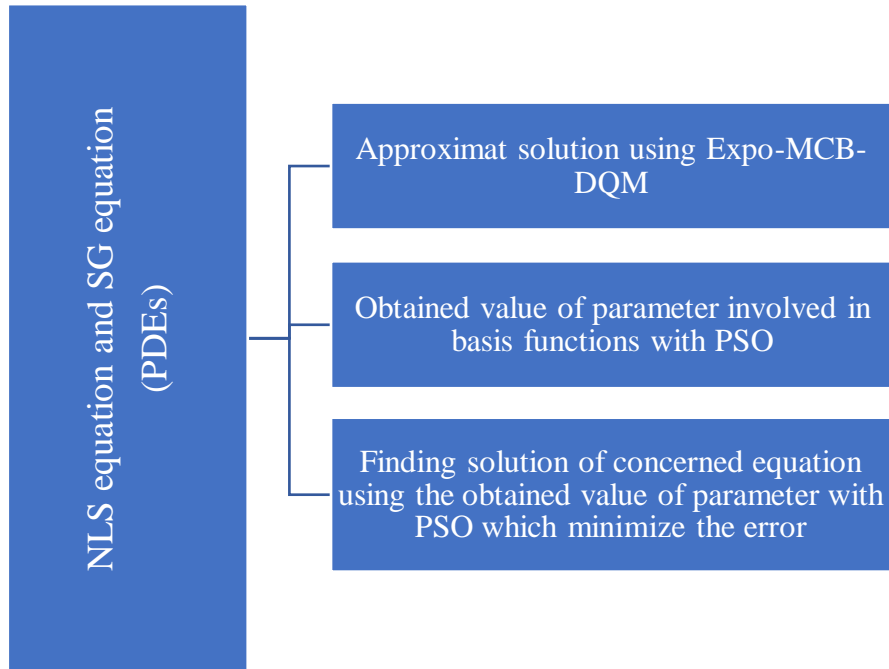 NLS equation and SG equation
(PDEs)
Approximat solution using Expo-MCB-
DQM
Obtained value of parameter involved in
basis functions with PSO
Finding solution of concerned equation
using the obtained value of parameter with
PSO which minimize the error